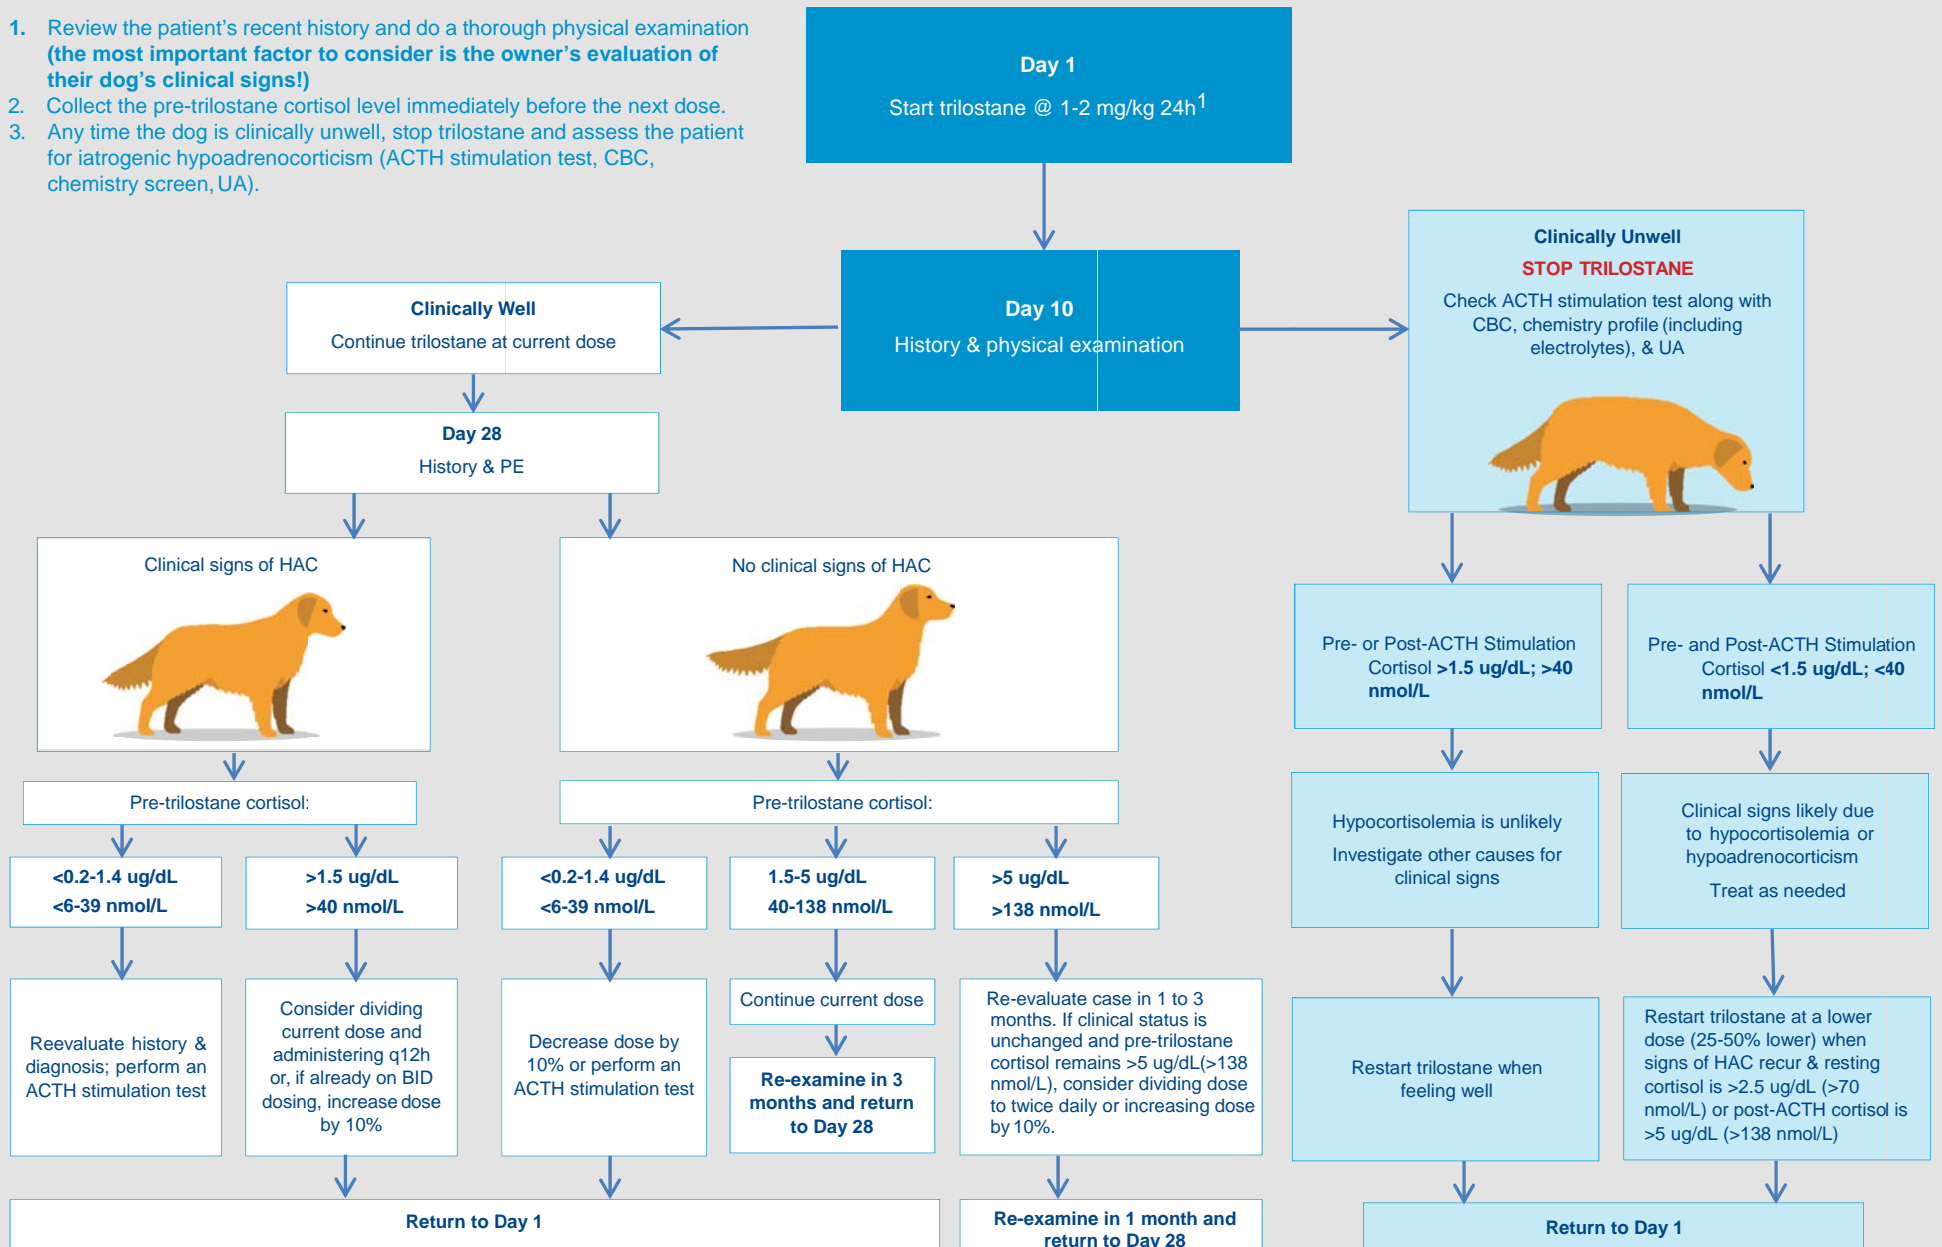 1. Review the patient's recent history and do a thorough physical examination
(the most important factor to consider is the owner's evaluation of
their dog's clinical signs!)
2. Collect the pre-trilostane cortisol level immediately before the next dose.
3. Any time the dog is clinically unwell, stop trilostane and assess the patient
for iatrogenic hypoadrenocorticism (ACTH stimulation test, CBC,
chemistry screen, UA).
Day 1
Start trilostane @ 1-2 mg/kg 24h1
Day 10
History & physical examination
Clinically Well
Continue trilostane at current dose
Day 28
History & PE
Clinical signs of HAC
No clinical signs of HAC
Pre-trilostane cortisol:
Pre-trilostane cortisol:
<0.2-1.4 ug/dL
<6-39 nmol/L
>1.5 ug/dL
>40 nmol/L
<0.2-1.4 ug/dL
<6-39 nmol/L
1.5-5 ug/dL
40-138 nmol/L
>5 ug/dL
>138 nmol/L
Reevaluate history &
diagnosis; perform an
ACTH stimulation test
Consider dividing
current dose and
administering q12h
or, if already on BID
dosing, increase dose
by 10%
Decrease dose by
10% or perform an
ACTH stimulation test
Continue current dose
Re-examine in 3
months and return
to Day 28
Re-evaluate case in 1 to 3
months. If clinical status is
unchanged and pre-trilostane
cortisol remains >5 ug/dL(>138
nmol/L), consider dividing dose
to twice daily or increasing dose
by 10%.
Return to Day 1
Re-examine in 1 month and
return to Day 28
Clinically Unwell
STOP TRILOSTANE
Check ACTH stimulation test along with
CBC, chemistry profile (including
electrolytes), & UA
Pre- or Post-ACTH Stimulation
Cortisol >1.5 ug/dL; >40
nmol/L
Pre- and Post-ACTH Stimulation
Cortisol <1.5 ug/dL; <40
nmol/L
Hypocortisolemia is unlikely
Investigate other causes for
clinical signs
Clinical signs likely due
to hypocortisolemia or
hypoadrenocorticism
Treat as needed
Restart trilostane when
feeling well
Restart trilostane at a lower
dose (25-50% lower) when
signs of HAC recur & resting
cortisol is >2.5 ug/dL (>70
nmol/L) or post-ACTH cortisol is
>5 ug/dL (>138 nmol/L)
Return to Day 1